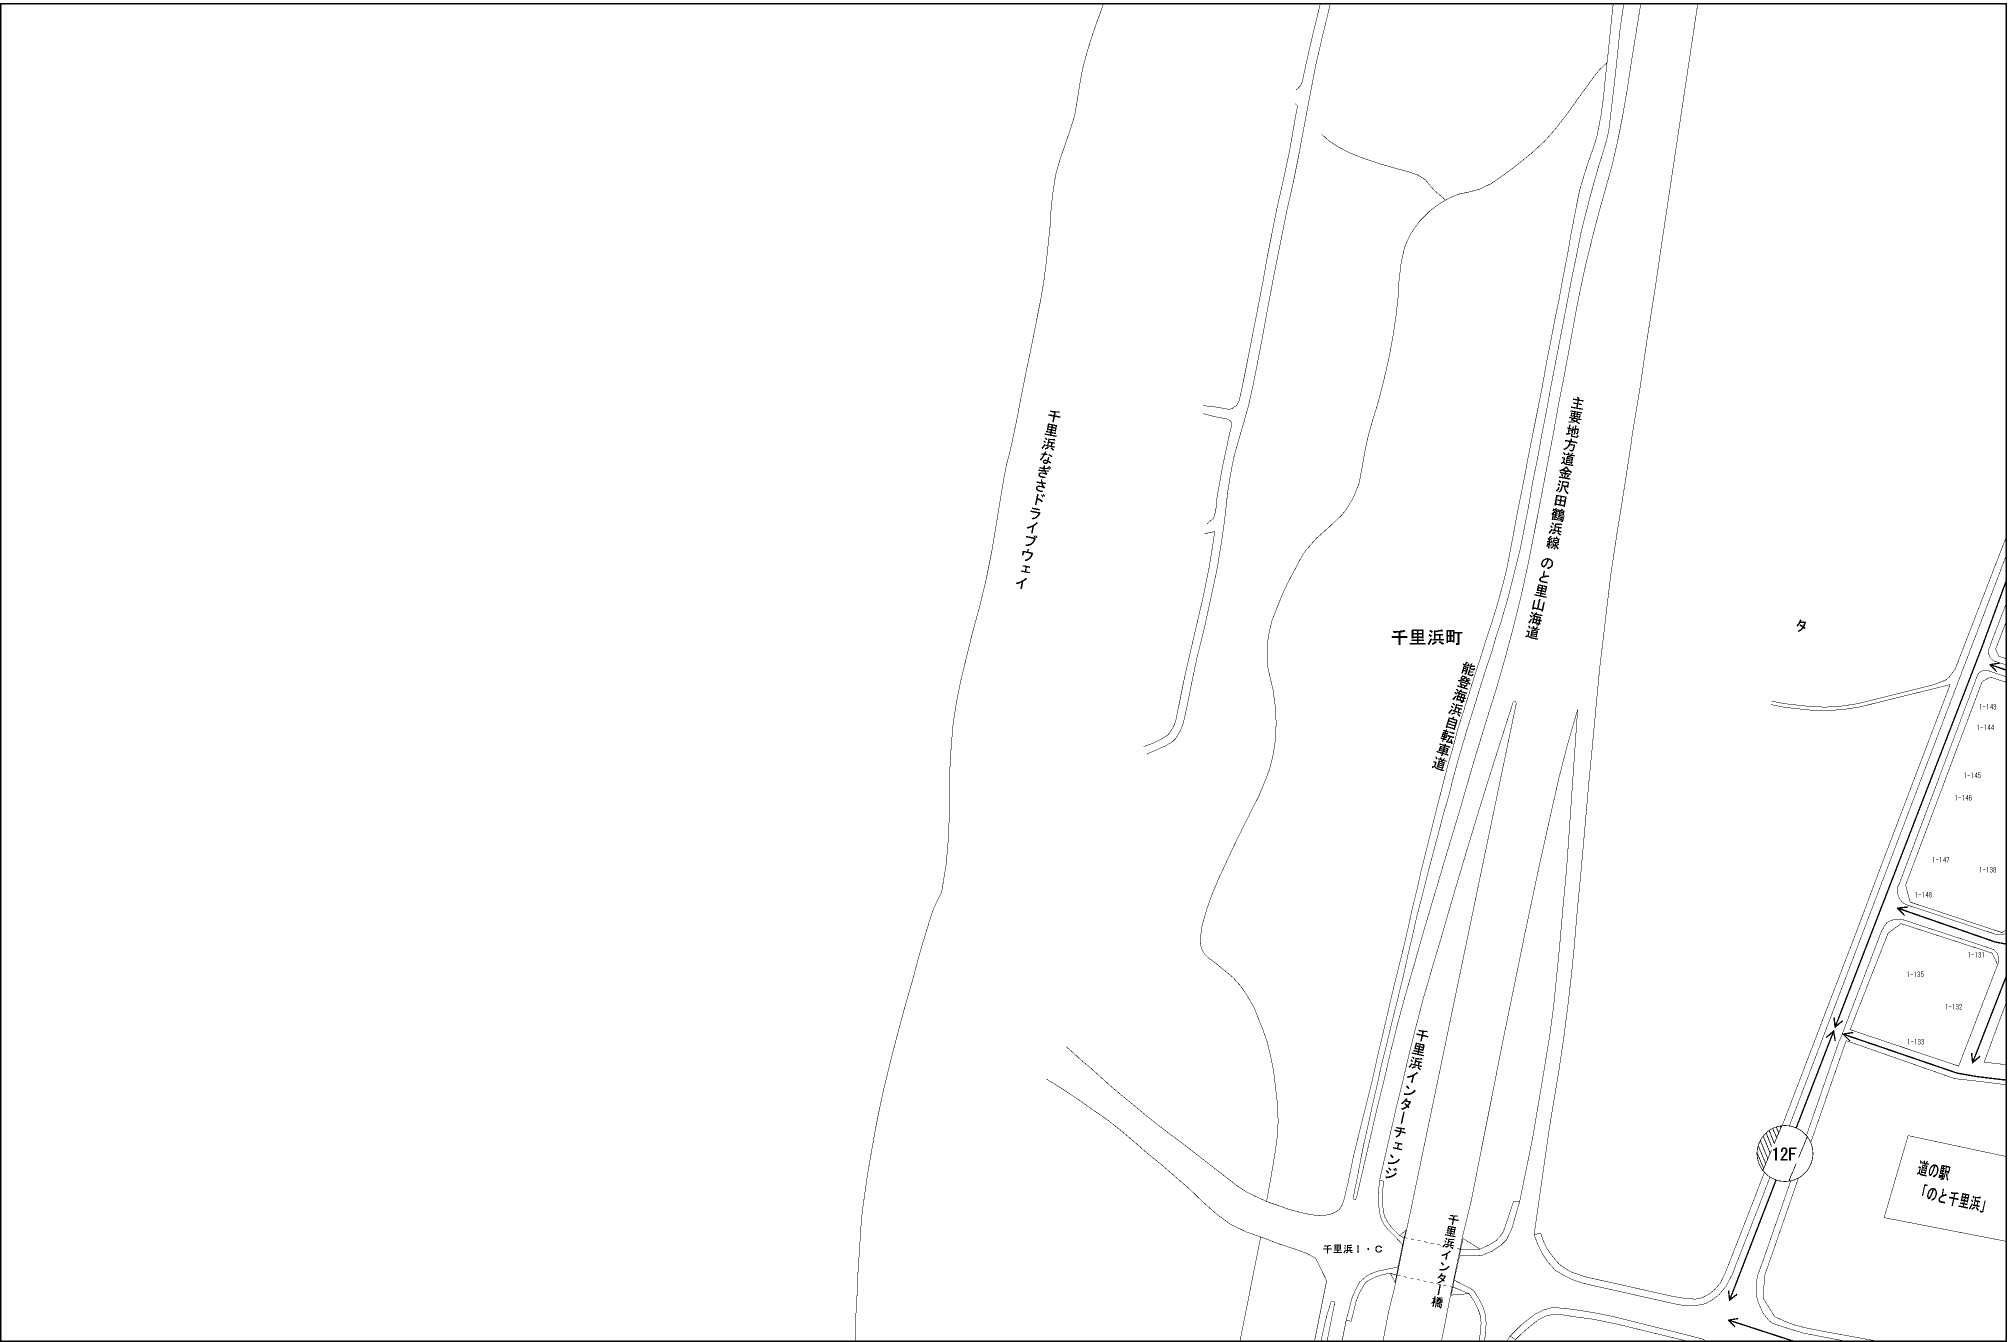 千里浜なぎさドライブウェイ
主要地方道金沢田鶴浜線 のと里山海道
千里浜町
タ
能登海浜自転車道
1-143
1-144
1-145
1-146
1-147
1-138
1-148
1-131
1-135
1-132
1-133
千里浜インターチェンジ
12F
道の駅
「のと千里浜」
千里浜I・C
千里浜インター橋